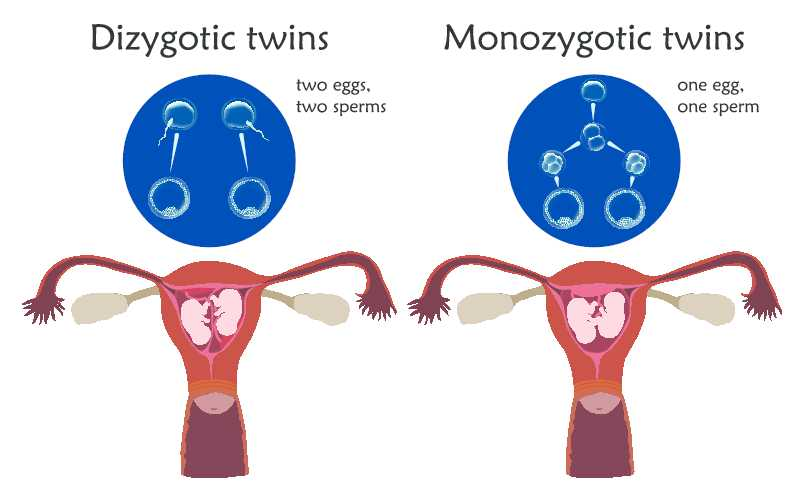 Dizygotic twins
two eggs,
two sperms
Monozygotic twins
one egg,
one sperm